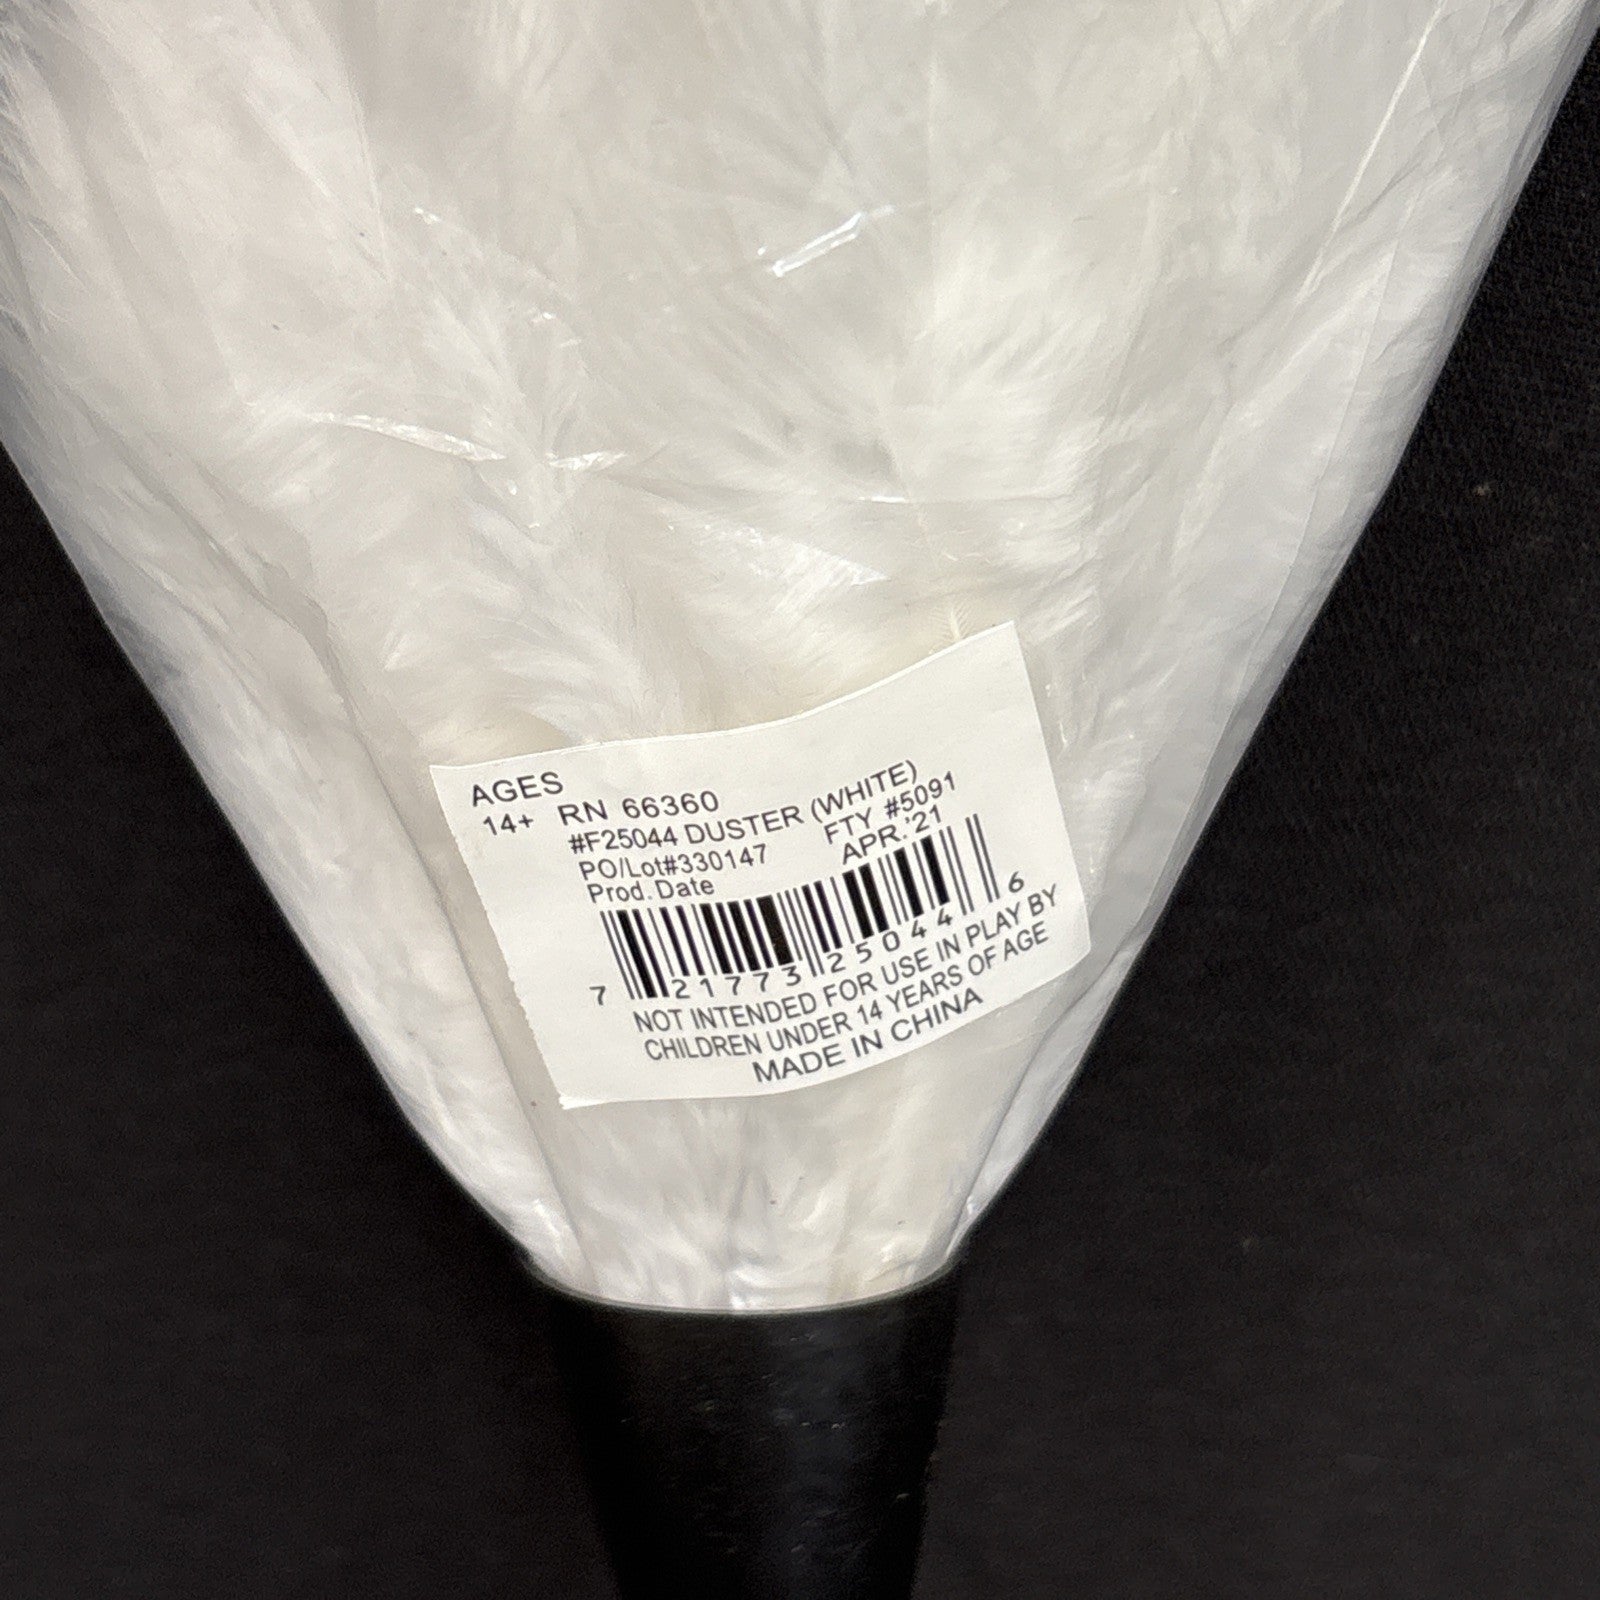 AGES
14+ RN 66360
#F25044 DUSTER (WHITE)
PO/Lot#330147 FTY #5091
Prod. Date APR.'21
7 21773 25044 6
NOT INTENDED FOR USE IN PLAY BY
CHILDREN UNDER 14 YEARS OF AGE
MADE IN CHINA